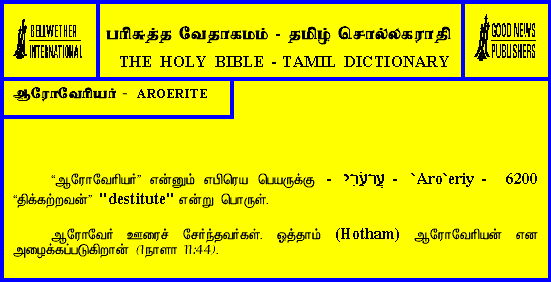 BELLWETHER
INTERNATIONAL
பரிசுத்த வேதாகமம் - தமிழ் சொல்லகராதி
THE HOLY BIBLE - TAMIL DICTIONARY
GOOD NEWS
PUBLISHERS
ஆரோவேரியர் - AROERITE
“ஆரோவேரியர்” என்னும் எபிரெய பெயருக்கு - עֲרֹעֵרִי - `Aro`eriy - 6200
“திக்கற்றவன்” "destitute" என்று பொருள்.
ஆரோவேர் ஊரைச் சேர்ந்தவர்கள். ஓத்தாம் (Hotham) ஆரோவேரியன் என
அழைக்கப்படுகிறான் (1நாளா 11:44).